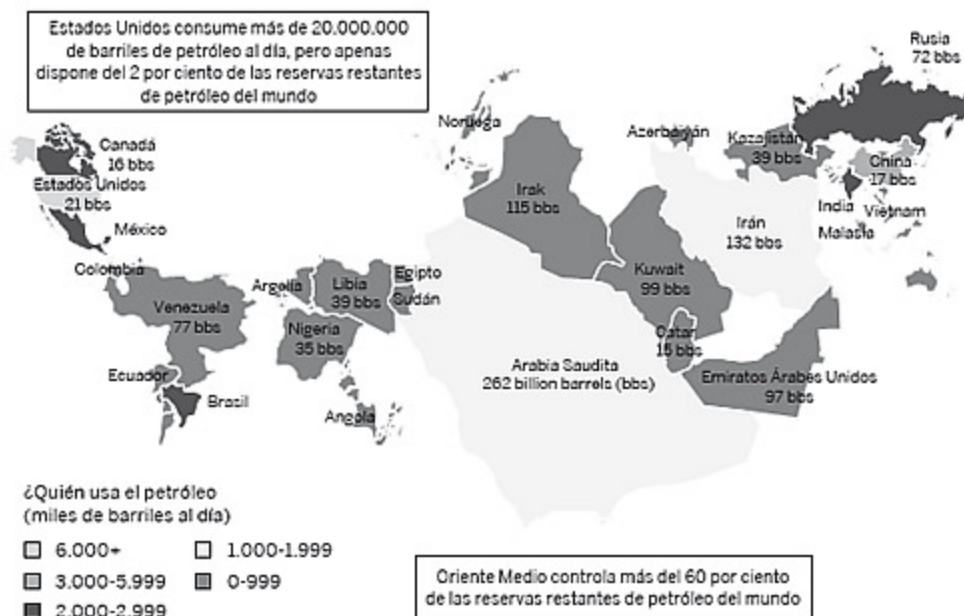 Estados Unidos consume más de 20.000.000
de barriles de petróleo al día, pero apenas
dispone del 2 por ciento de las reservas restantes
de petróleo del mundo
Rusia
72 bbs
Noruega
Azerbaiyán
Kazajistán
39 bbs
Canadá
16 bbs
China
17 bbs
Estados Unidos
21 bbs
Irak
115 bbs
Irán
132 bbs
India
Vietnam
Malasia
México
Colombia
Venezuela
77 bbs
Argelia
Libia
39 bbs
Egipto
Sudán
Kuwait
99 bbs
Nigeria
35 bbs
Catar
15 bbs
Arabia Saudita
262 billion barrels (bbs)
Emiratos Árabes Unidos
97 bbs
Ecuador
Brasil
Angola
¿Quién usa el petróleo
(miles de barriles al día)
6.000+
1.000-1.999
3.000-5.999
0-999
2.000-2.999
Oriente Medio controla más del 60 por ciento
de las reservas restantes de petróleo del mundo